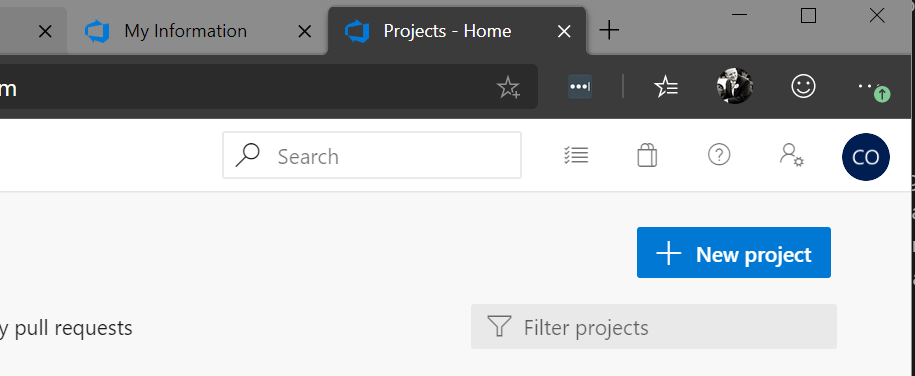 My Information
Projects - Home
m
Search
CO
New project
y pull requests
Filter projects